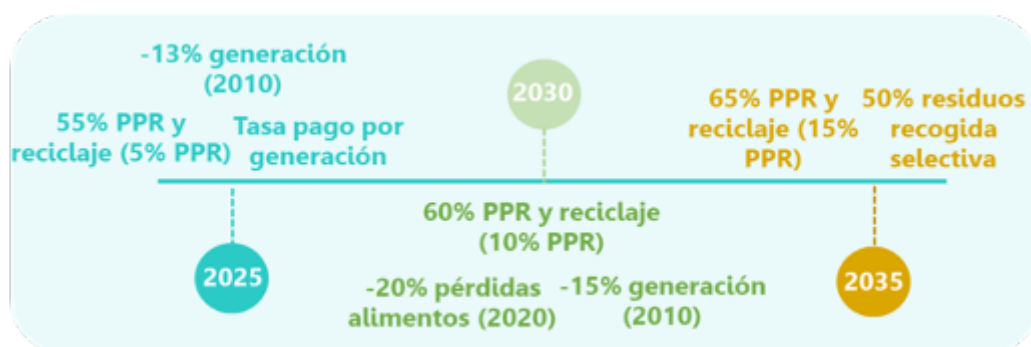 -13% generación
(2010)
55% PPR y
reciclaje (5% PPR)
Tasa pago por
generación
2025
2030
60% PPR y reciclaje
(10% PPR)
-20% pérdidas
alimentos (2020)
-15% generación
(2010)
65% PPR y
reciclaje (15%
PPR)
50% residuos
recogida
selectiva
2035